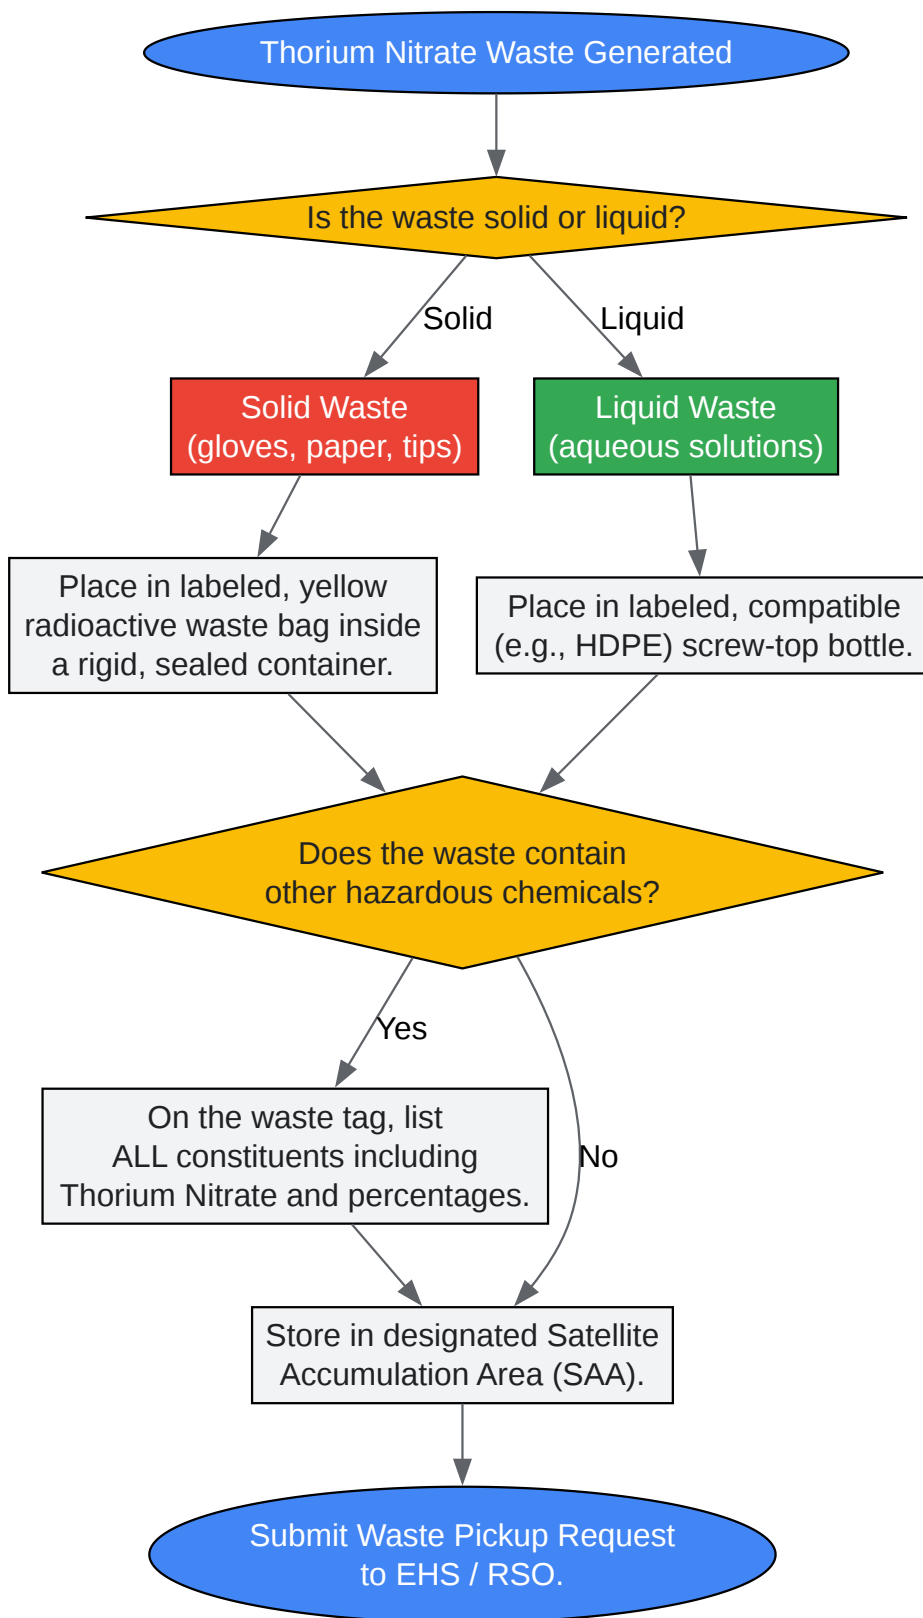 Thorium Nitrate Waste Generated
Is the waste solid or liquid?
Solid
Liquid
Solid Waste
(gloves, paper, tips)
Liquid Waste
(aqueous solutions)
Place in labeled, yellow
radioactive waste bag inside
a rigid, sealed container.
Place in labeled, compatible
(e.g., HDPE) screw-top bottle.
Does the waste contain
other hazardous chemicals?
Yes
No
On the waste tag, list
ALL constituents including
Thorium Nitrate and percentages.
Store in designated Satellite
Accumulation Area (SAA).
Submit Waste Pickup Request
to EHS / RSO.